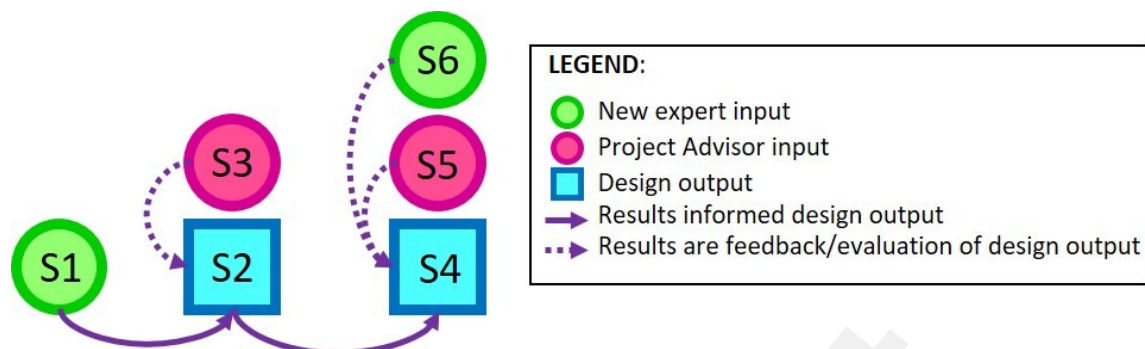 S6
S3
S5
S1
S2
S4
LEGEND:
New expert input
Project Advisor input
Design output
Results informed design output
Results are feedback/evaluation of design output